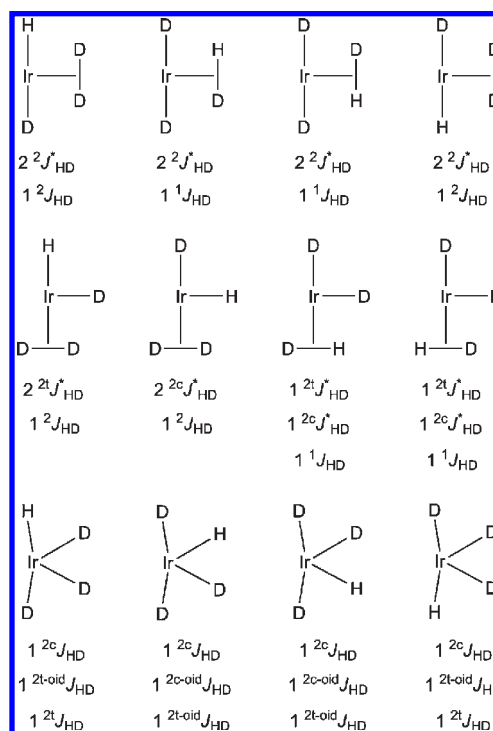 H D D D
D H D D
Ir Ir Ir Ir
D D H D
D D D H
2 ²J*HD 2 ²J*HD 2 ²J*HD 2 ²J*HD
1 ²JHD 1 ¹JHD 1 ¹JHD 1 ²JHD
H D D D
Ir D Ir H Ir D Ir
D D D D D H H D
2 ²ᵗJ*HD 2 ²ᶜJ*HD 1 ²ᵗJ*HD 1 ²ᵗJ*HD
1 ²JHD 1 ²JHD 1 ²ᶜJ*HD 1 ²ᶜJ*HD
1 ¹JHD 1 ¹JHD
H D D D
D H D D
Ir Ir Ir Ir
D D H D
D D D H
1 ²ᶜJHD 1 ²ᶜJHD 1 ²ᶜJHD 1 ²ᶜJHD
1 ²ᵗ⁻ᵒⁱᵈJHD 1 ²ᶜ⁻ᵒⁱᵈJHD 1 ²ᶜ⁻ᵒⁱᵈJHD 1 ²ᵗ⁻ᵒⁱᵈJH
1 ²ᵗJHD 1 ²ᵗ⁻ᵒⁱᵈJHD 1 ²ᵗ⁻ᵒⁱᵈJHD 1 ²ᵗJHD